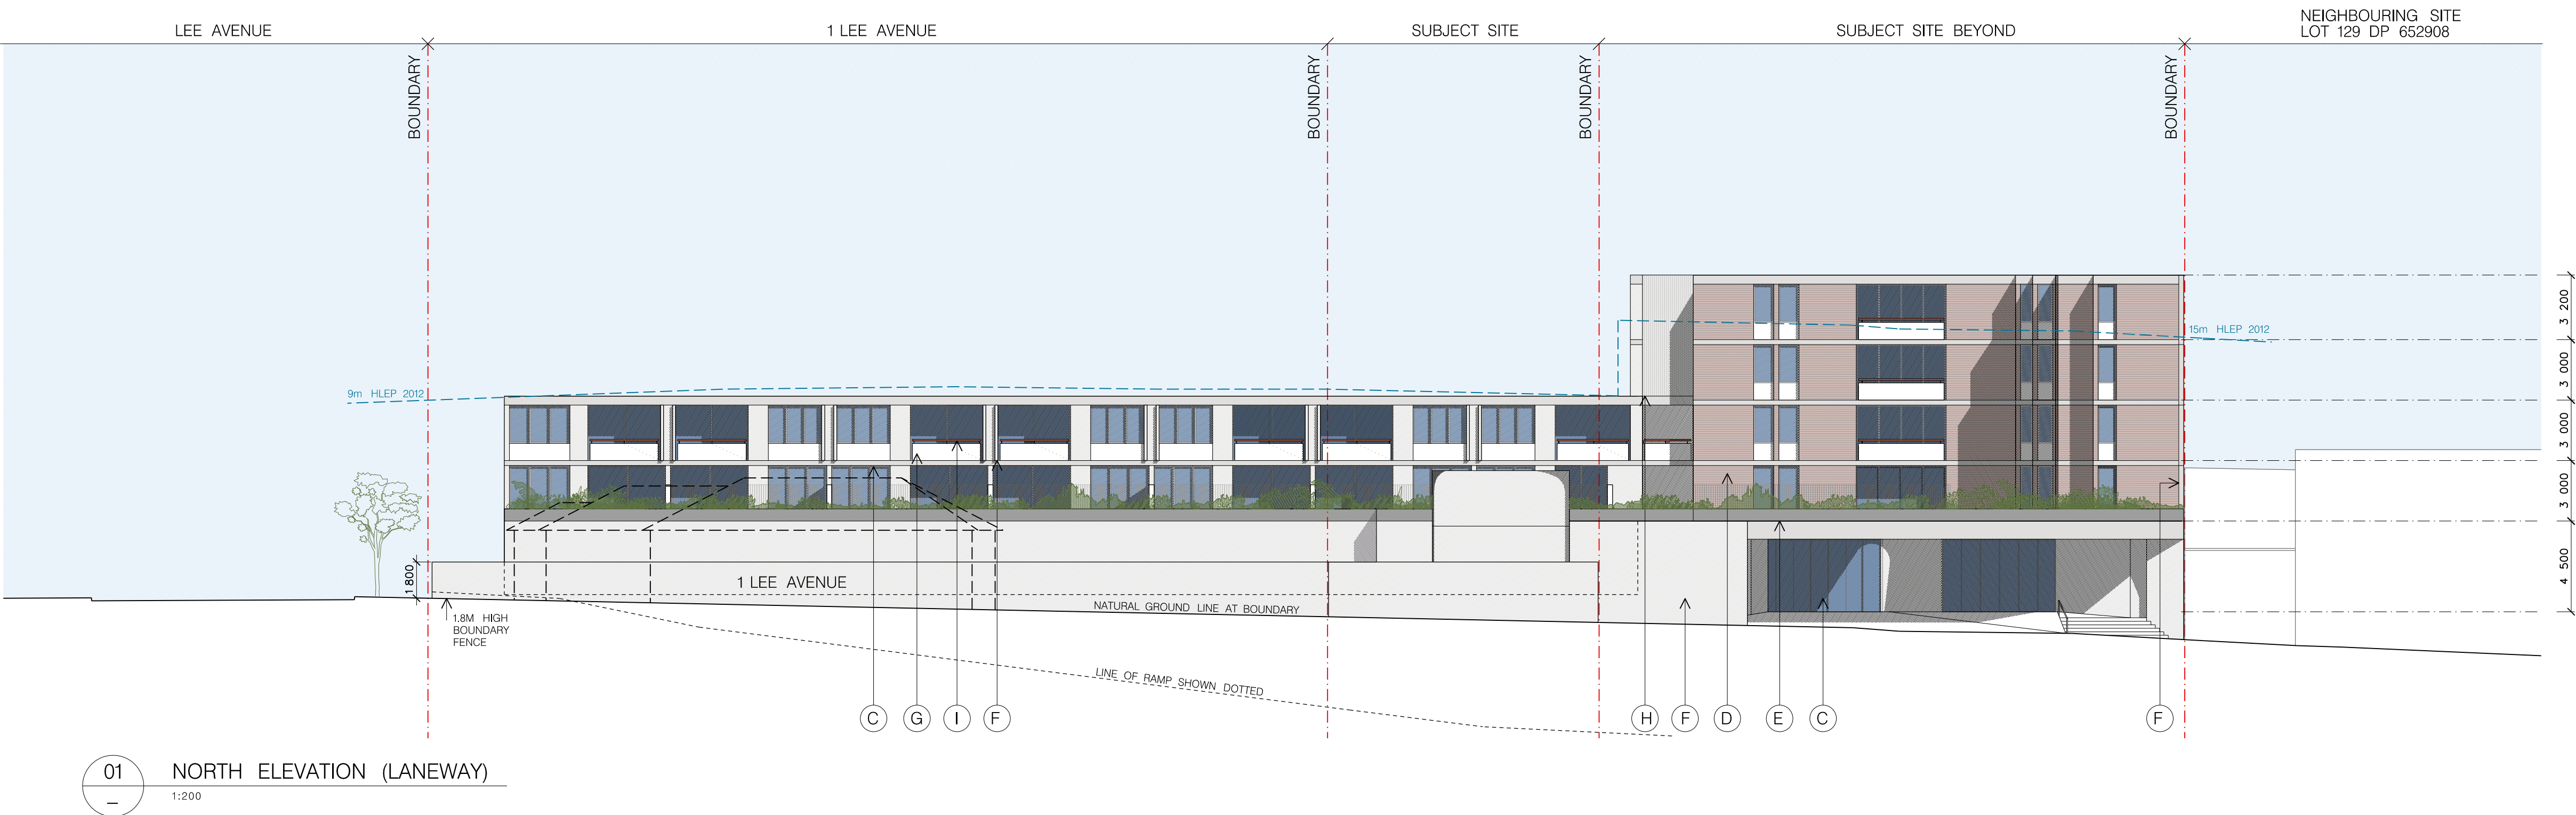 LEE AVENUE
1 LEE AVENUE
SUBJECT SITE
SUBJECT SITE BEYOND
NEIGHBOURING SITE
LOT 129 DP 652908
BOUNDARY
BOUNDARY
BOUNDARY
BOUNDARY
9m HLEP 2012
15m HLEP 2012
3 200
3 000
3 000
3 000
4 500
1 800
1 LEE AVENUE
1.8M HIGH
BOUNDARY
FENCE
NATURAL GROUND LINE AT BOUNDARY
LINE OF RAMP SHOWN DOTTED
C
G
I
F
H
F
D
E
C
F
01
–
NORTH ELEVATION (LANEWAY)
1:200